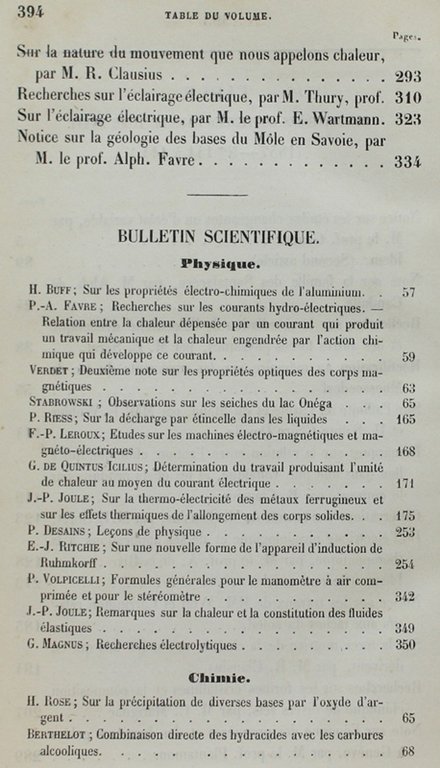 394 TABLE DU VOLUME.
Pages.
Sur la nature du mouvement que nous appelons chaleur,
par M. R. Clausius . . . . . . . . . . . . . 293
Recherches sur l'éclairage électrique, par M. Thury, prof. 310
Sur l'éclairage électrique, par M. le prof. E. Wartmann. 323
Notice sur la géologie des bases du Môle en Savoie, par
M. le prof. Alph. Favre . . . . . . . . . . . . 334
BULLETIN SCIENTIFIQUE.
Physique.
H. BUFF; Sur les propriétés électro-chimiques de l'aluminium. . 57
P.-A. FAVRE; Recherches sur les courants hydro-électriques. —
Relation entre la chaleur dépensée par un courant qui produit
un travail mécanique et la chaleur engendrée par l'action chi-
mique qui développe ce courant. . . . . . . . . . . 59
VERDET; Deuxième note sur les propriétés optiques des corps ma-
gnétiques . . . . . . . . . . . . . . . . . 63
STABROWSKI ; Observations sur les seiches du lac Onéga . . . 65
P. RIESS; Sur la décharge par étincelle dans les liquides . . . 165
F.-P. LEROUX; Etudes sur les machines électro-magnétiques et ma-
gnéto-électriques . . . . . . . . . . . . . . 168
G. DE QUINTUS ICILIUS; Détermination du travail produisant l'unité
de chaleur au moyen du courant électrique . . . . . . . 171
J.-P. JOULE; Sur la thermo-électricité des métaux ferrugineux et
sur les effets thermiques de l'allongement des corps solides. . . 175
P. DESAINS; Leçons de physique . . . . . . . . . . . 253
E.-J. RITCHIE; Sur une nouvelle forme de l'appareil d'induction de
Ruhmkorff . . . . . . . . . . . . . . . . . 254
P. VOLPICELLI; Formules générales pour le manomètre à air com-
primée et pour le stéréomètre . . . . . . . . . . . 342
J.-P. JOULE; Remarques sur la chaleur et la constitution des fluides
élastiques . . . . . . . . . . . . . . . . . 349
G. MAGNUS; Recherches électrolytiques . . . . . . . . . 350
Chimie.
H. ROSE; Sur la précipitation de diverses bases par l'oxyde d'ar-
gent . . . . . . . . . . . . . . . . . . . 65
BERTHELOT; Combinaison directe des hydracides avec les carbures
alcooliques. . . . . . . . . . . . . . . . . 68